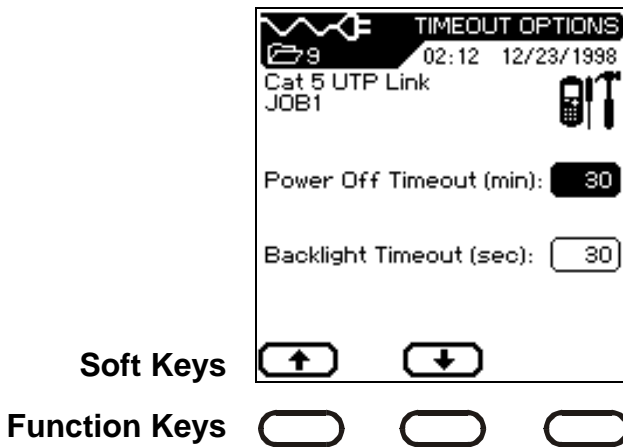 TIMEOUT OPTIONS
9 02:12 12/23/1998
Cat 5 UTP Link
JOB1
Power Off Timeout (min): 30
Backlight Timeout (sec): 30
Soft Keys
Function Keys